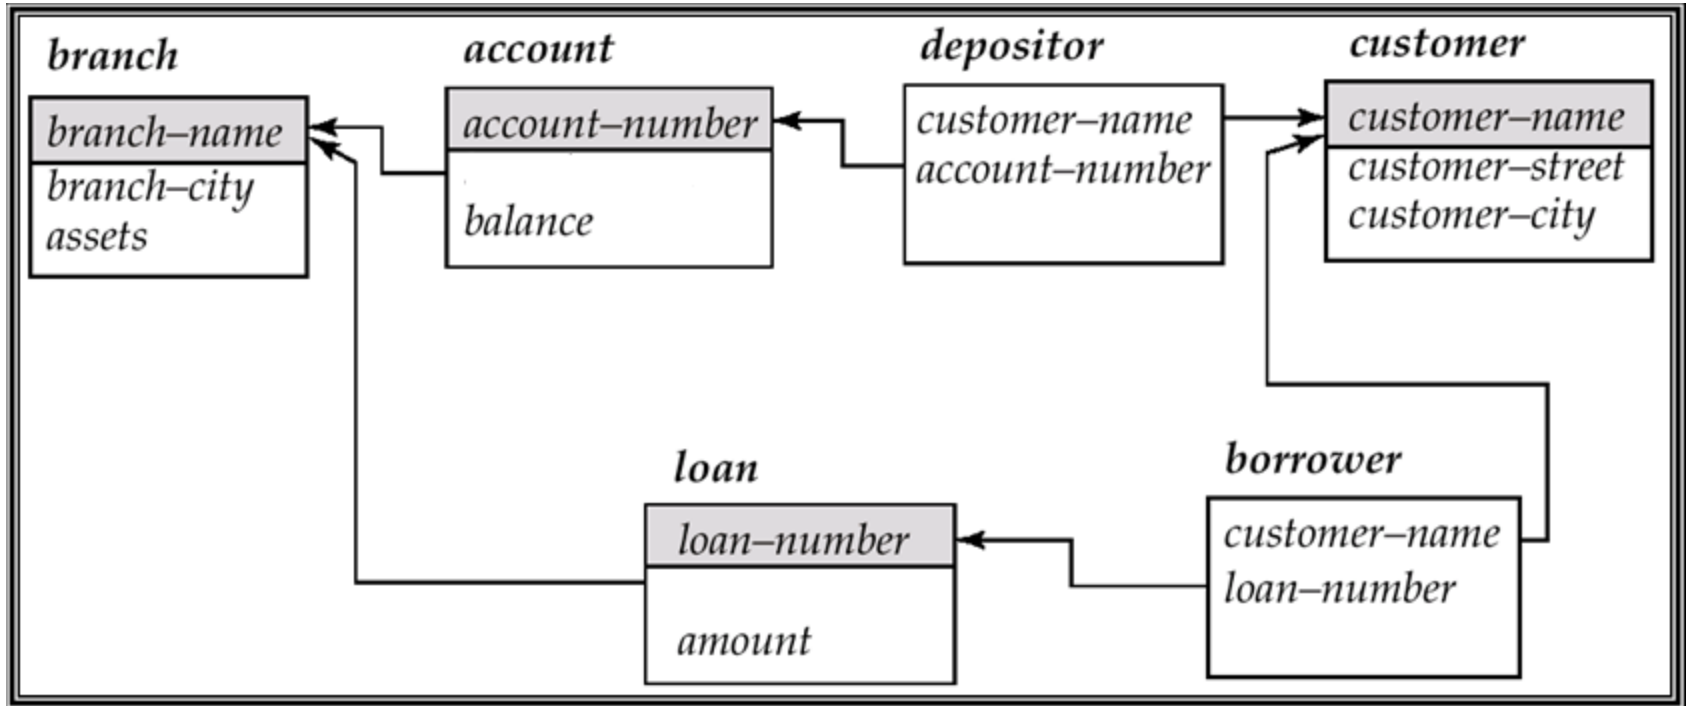 branch
branch–name
branch–city
assets
account
account–number
balance
depositor
customer–name
account–number
customer
customer–name
customer–street
customer–city
loan
loan–number
amount
borrower
customer–name
loan–number